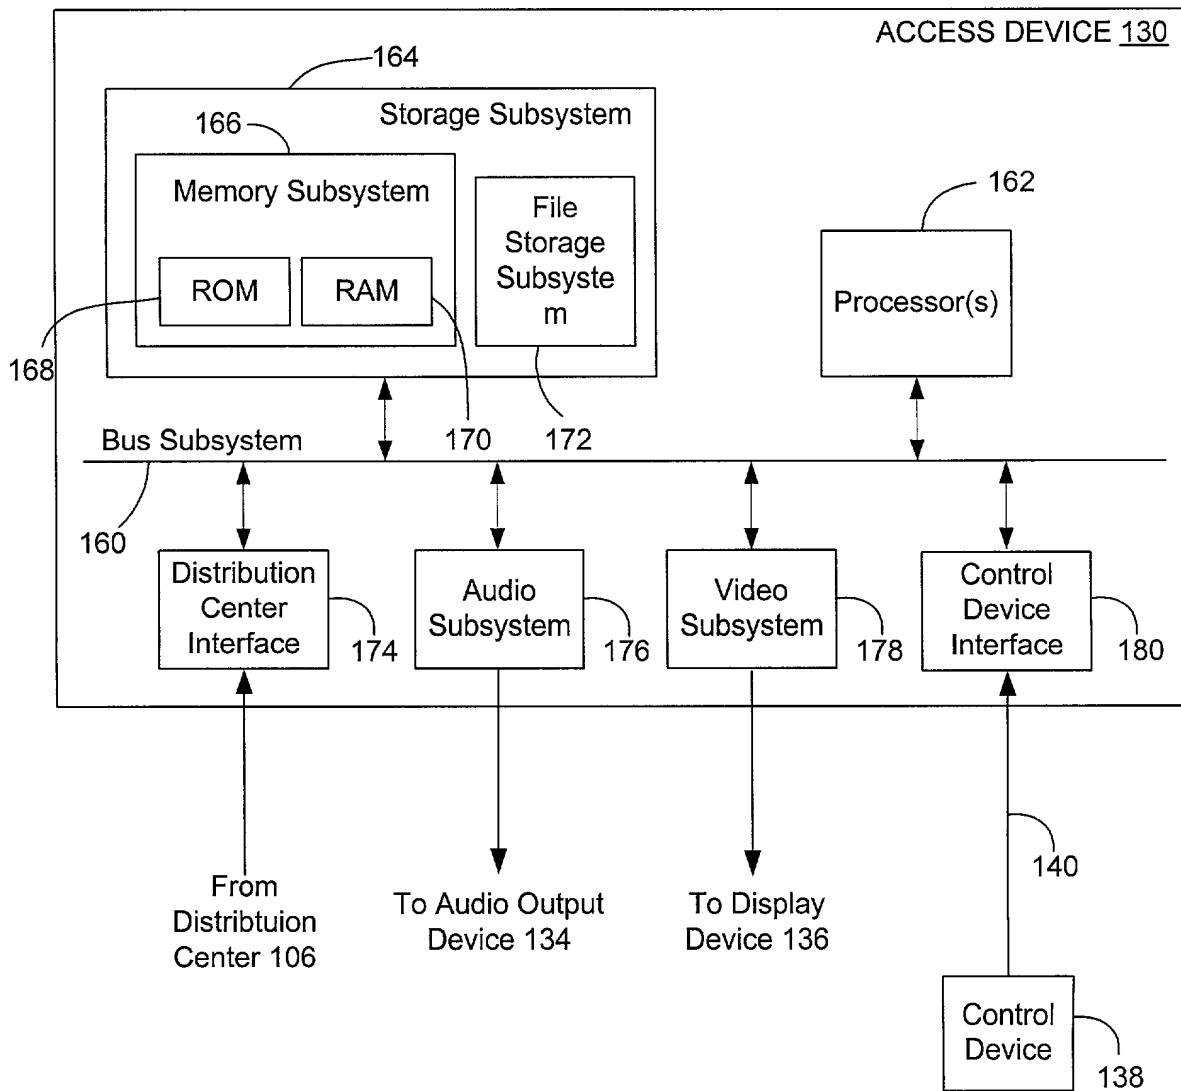 ACCESS DEVICE 130
164
Storage Subsystem
166
Memory Subsystem
File
Storage
Subsyste
m
162
ROM
RAM
Processor(s)
168
170
172
Bus Subsystem
160
Distribution
Center
Interface
174
Audio
Subsystem
176
Video
Subsystem
178
Control
Device
Interface
180
140
From
Distribtuion
Center 106
To Audio Output
Device 134
To Display
Device 136
Control
Device
138